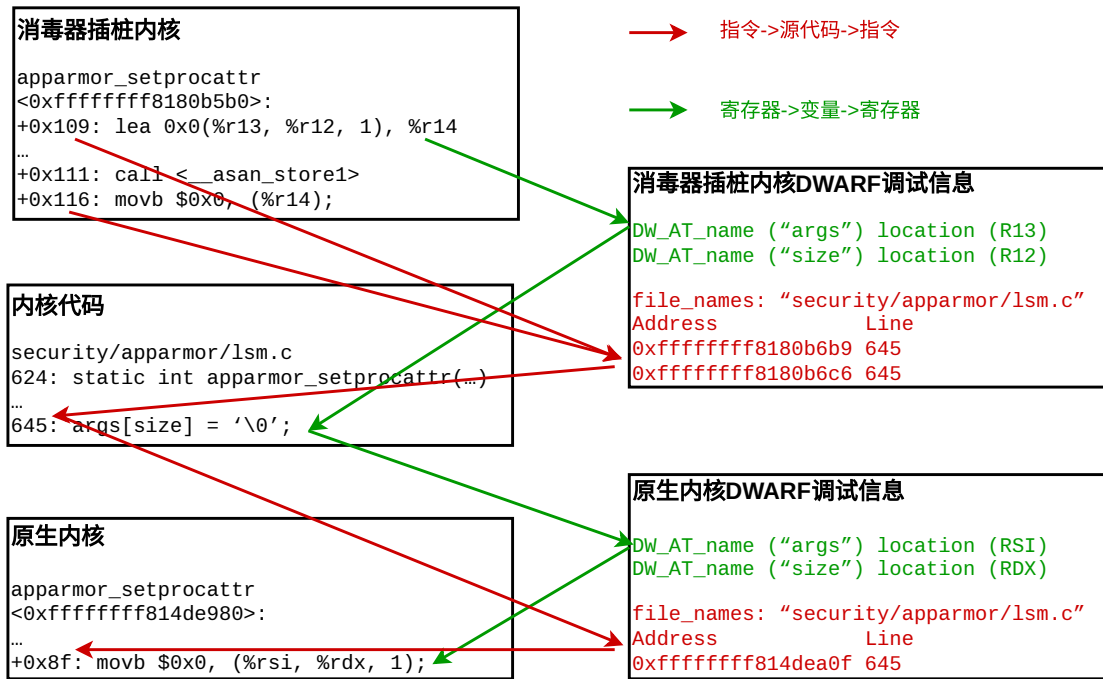 消毒器插桩内核
apparmor_setprocattr
<0xffffffff8180b5b0>:
+0x109: lea 0x0(%r13, %r12, 1), %r14
…
+0x111: call <__asan_store1>
+0x116: movb $0x0, (%r14);
指令->源代码->指令
寄存器->变量->寄存器
消毒器插桩内核DWARF调试信息
DW_AT_name (“args”) location (R13)
DW_AT_name (“size”) location (R12)
file_names: “security/apparmor/lsm.c”
Address Line
0xffffffff8180b6b9 645
0xffffffff8180b6c6 645
内核代码
security/apparmor/lsm.c
624: static int apparmor_setprocattr(…)
…
645: args[size] = ‘\0’;
原生内核DWARF调试信息
DW_AT_name (“args”) location (RSI)
DW_AT_name (“size”) location (RDX)
file_names: “security/apparmor/lsm.c”
Address Line
0xffffffff814dea0f 645
原生内核
apparmor_setprocattr
<0xffffffff814de980>:
…
+0x8f: movb $0x0, (%rsi, %rdx, 1);